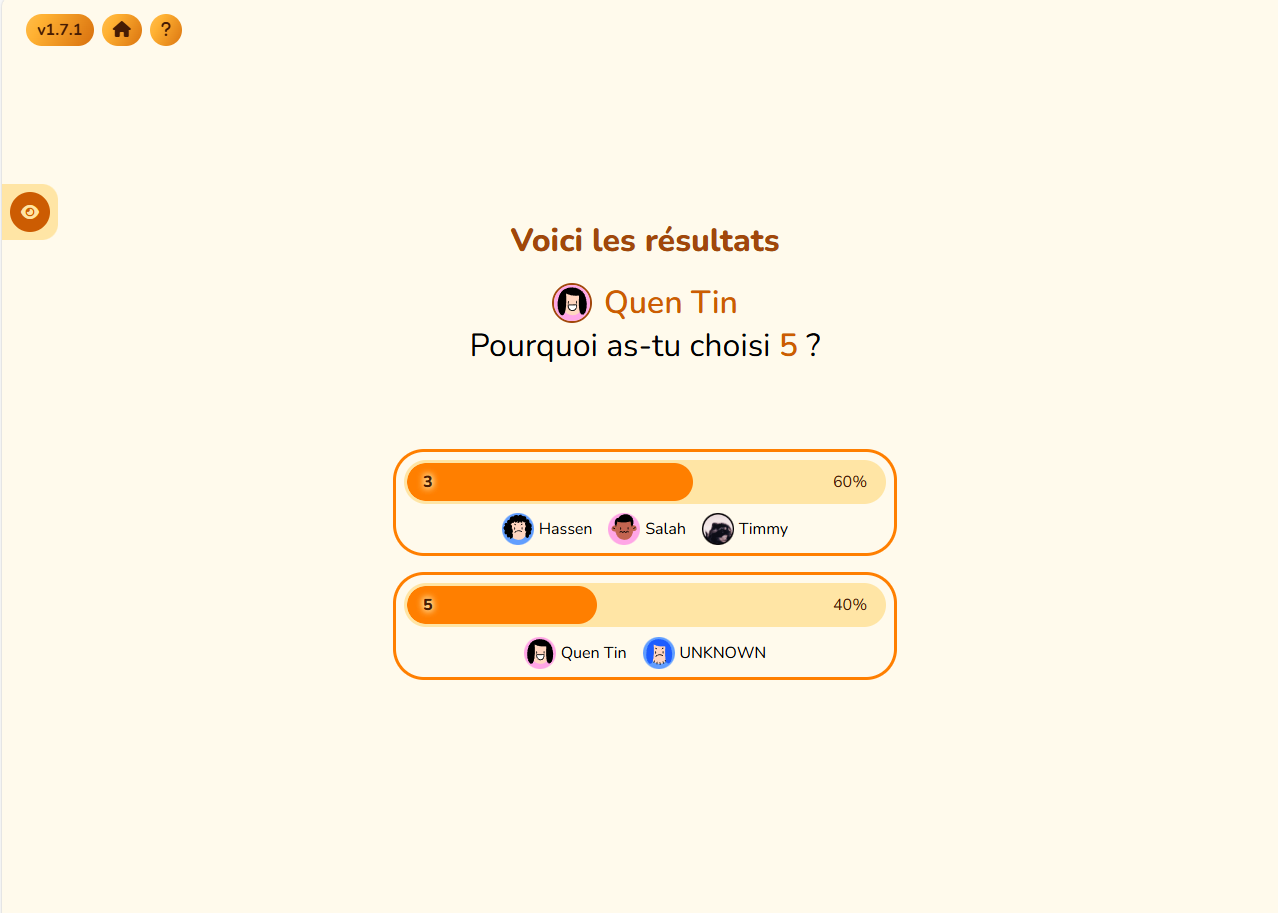 v1.7.1 ?
Voici les résultats
Quen Tin
Pourquoi as-tu choisi 5 ?
3 60%
Hassen Salah Timmy
5 40%
Quen Tin UNKNOWN